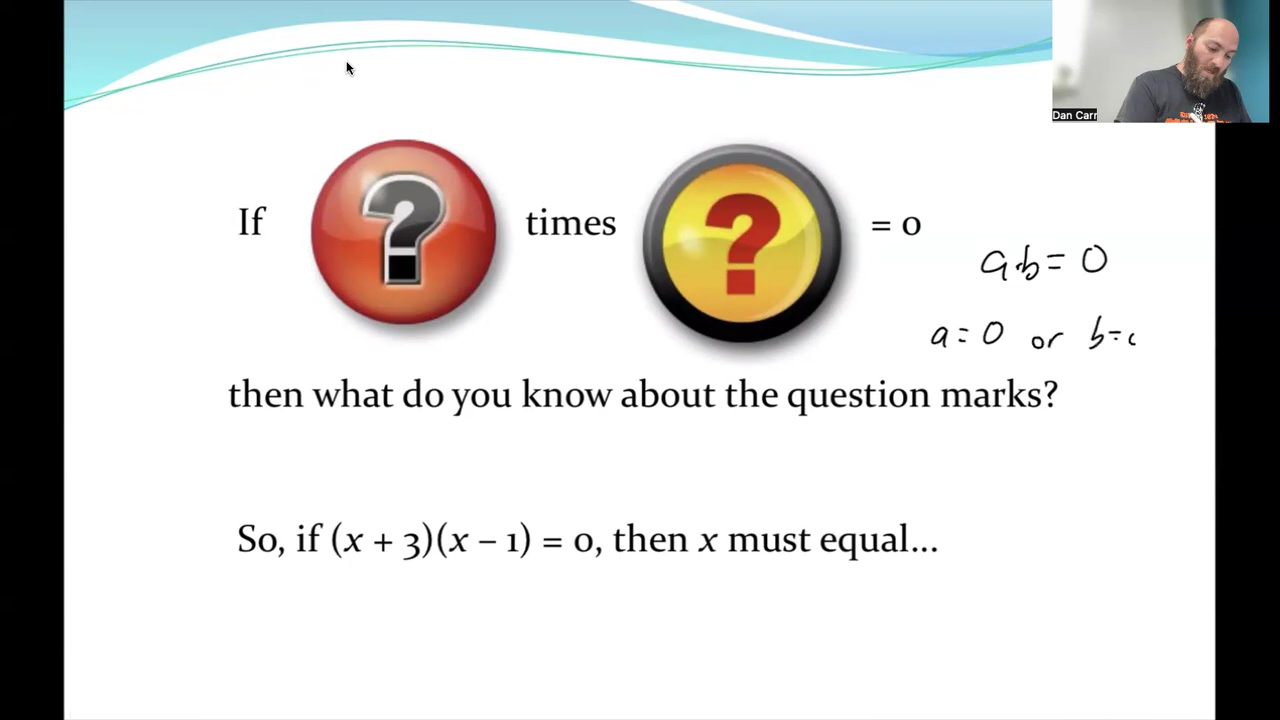 Dan Carr
If ? times ? = 0
a·b = 0
a = 0 or b =
then what do you know about the question marks?
So, if (x + 3)(x – 1) = 0, then x must equal...